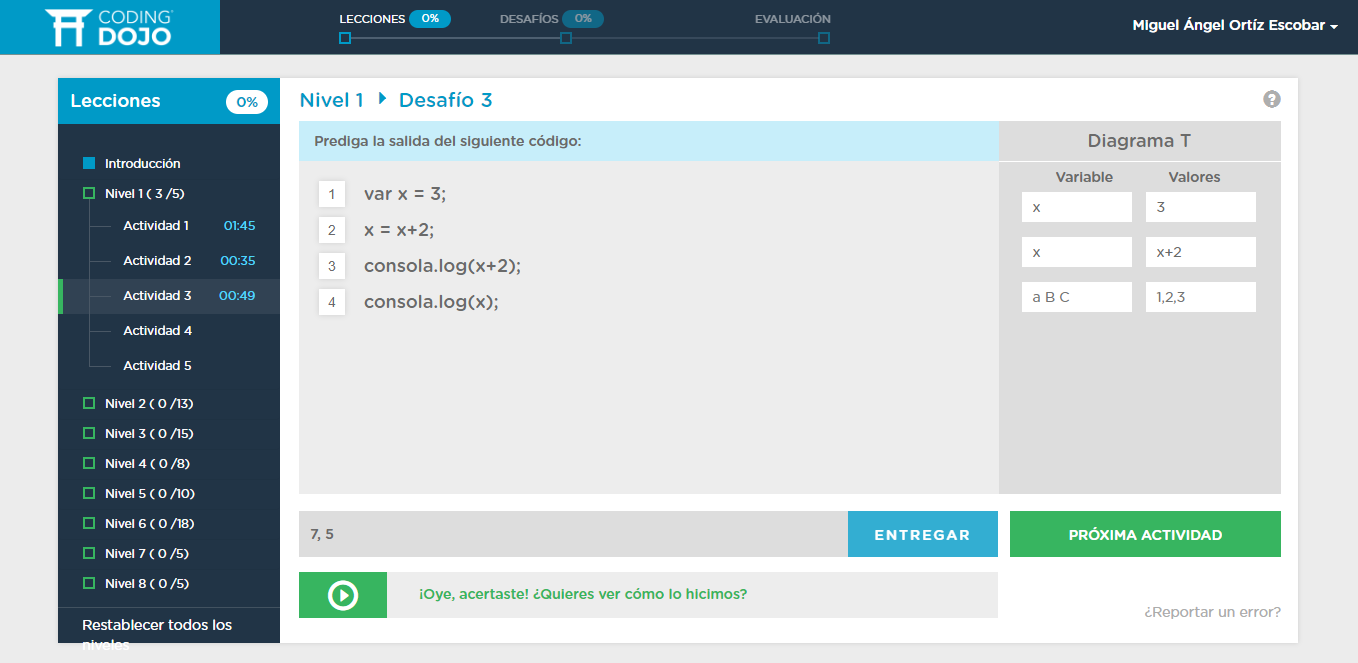 CODING
DOJO
LECCIONES 0%
DESAFÍOS 0%
EVALUACIÓN
MIguel Ángel Ortíz Escobar
Lecciones 0%
Introducción
Nivel 1 ( 3 /5)
Actividad 1 01:45
Actividad 2 00:35
Actividad 3 00:49
Actividad 4
Actividad 5
Nivel 2 ( 0 /13)
Nivel 3 ( 0 /15)
Nivel 4 ( 0 /8)
Nivel 5 ( 0 /10)
Nivel 6 ( 0 /18)
Nivel 7 ( 0 /5)
Nivel 8 ( 0 /5)
Restablecer todos los
niveles
Nivel 1 Desafío 3
?
Prediga la salida del siguiente código:
1 var x = 3;
2 x = x+2;
3 consola.log(x+2);
4 consola.log(x);
Diagrama T
Variable Valores
x 3
x x+2
a B C 1,2,3
7, 5
ENTREGAR
PRÓXIMA ACTIVIDAD
¡Oye, acertaste! ¿Quieres ver cómo lo hicimos?
¿Reportar un error?